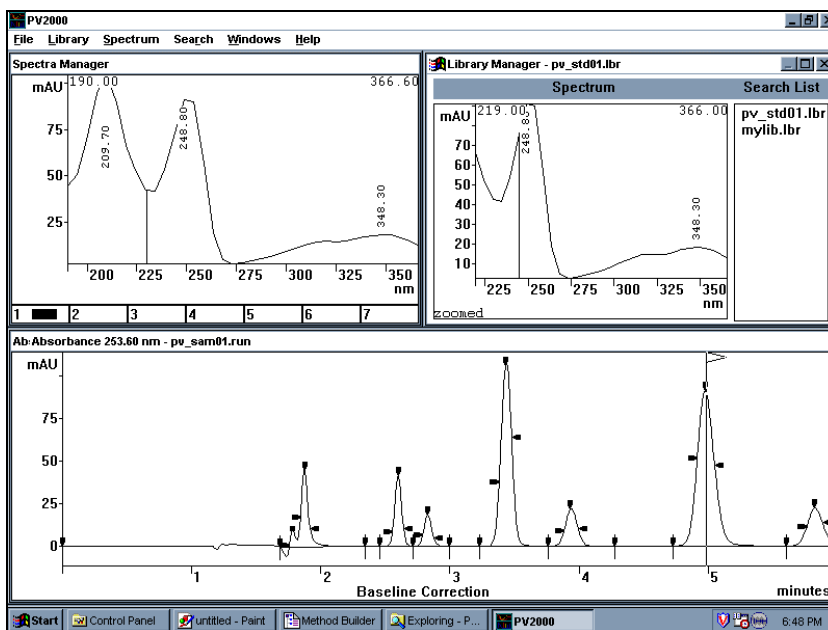 PV2000
File Library Spectrum Search Windows Help
Spectra Manager
mAU
190.00 366.60
75
50
25
209.70
248.80
348.30
200 225 250 275 300 325 350
nm
1 2 3 4 5 6 7
Library Manager - pv_std01.lbr
Spectrum Search List
mAU
219.00 366.00
70
60
50
40
30
20
10
248.83
348.30
225 250 275 300 325 350
nm
zoomed
pv_std01.lbr
mylib.lbr
Ab:Absorbance 253.60 nm - pv_sam01.run
mAU
75
50
25
0
1 2 3 4 5
Baseline Correction minutes
Start Control Panel untitled - Paint Method Builder Exploring - P... PV2000 6:48 PM